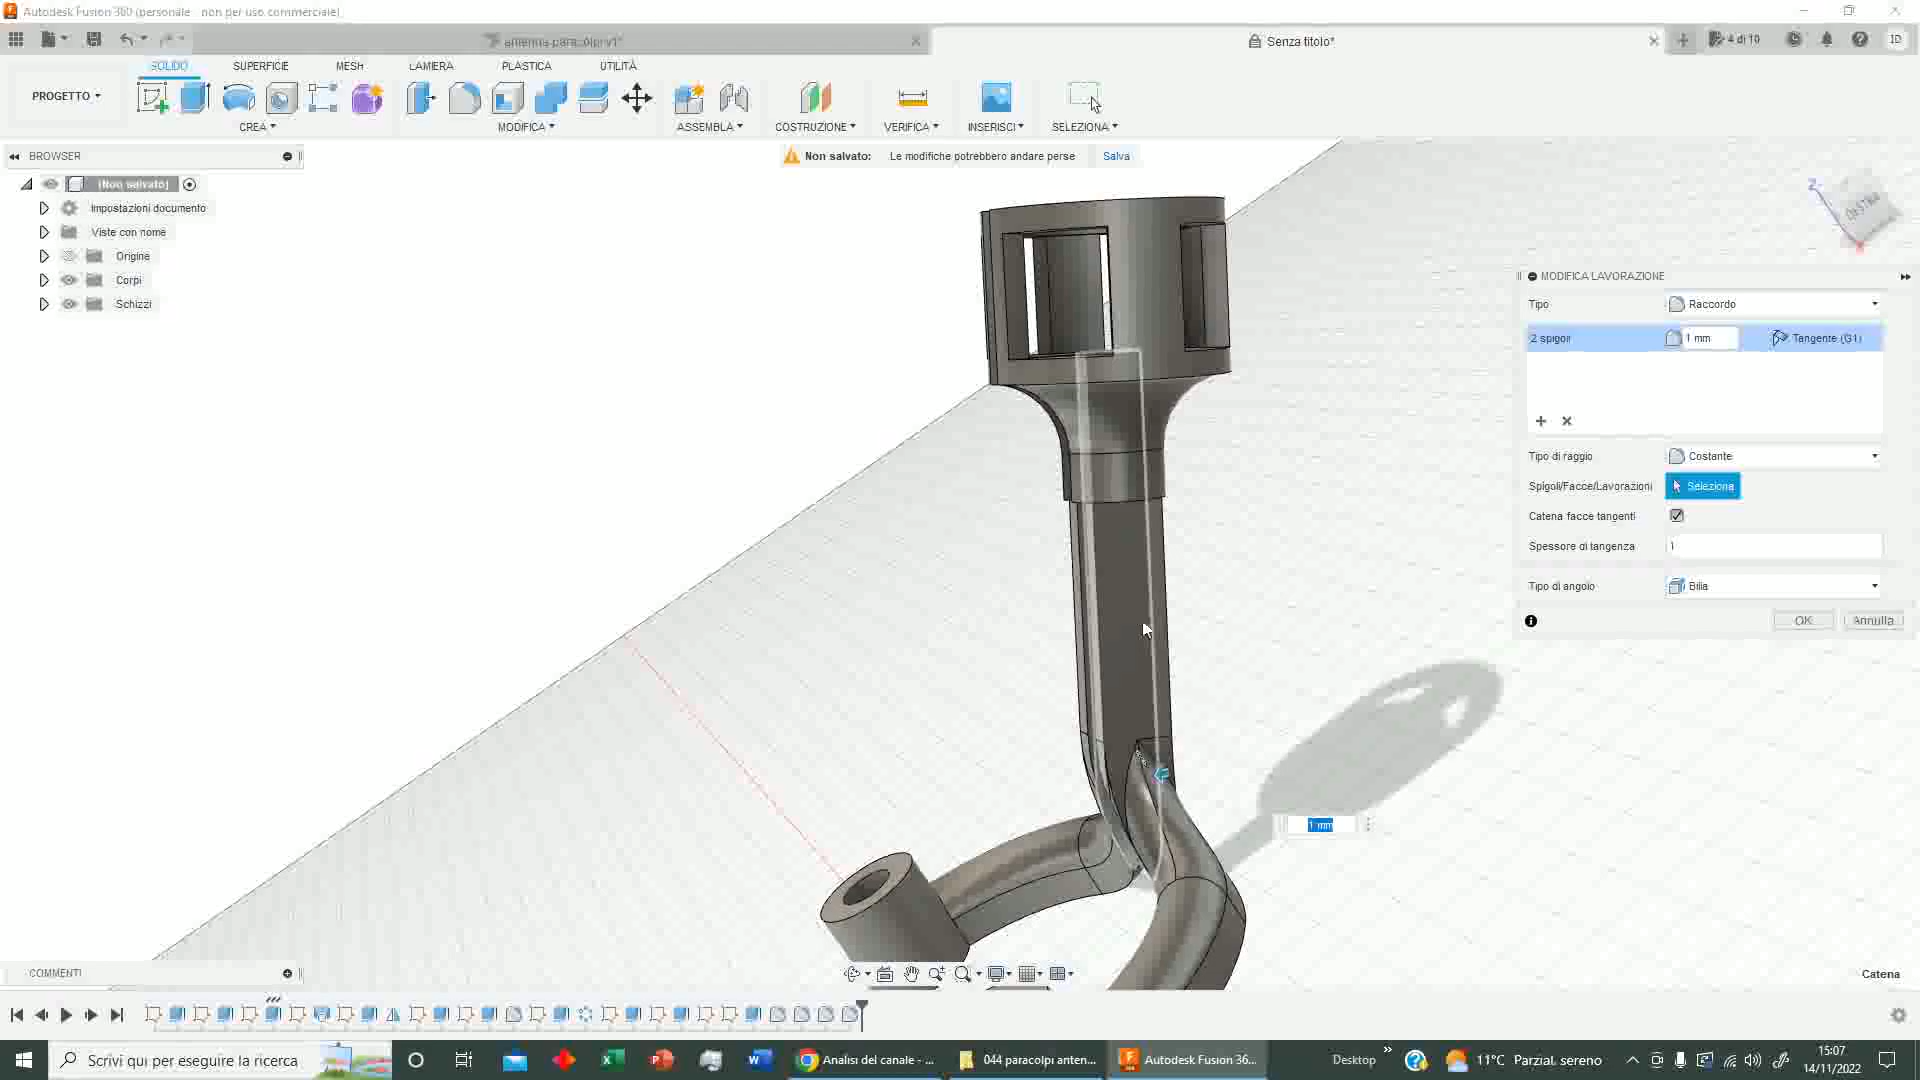 Autodesk Fusion 360 (personale - non per uso commerciale)
antenna paracolpi v1*
Senza titolo*
4 di 10
ID
SOLIDO
SUPERFICIE
MESH
LAMIERA
PLASTICA
UTILITÀ
PROGETTO
CREA
MODIFICA
ASSEMBLA
COSTRUZIONE
VERIFICA
INSERISCI
SELEZIONA
BROWSER
Non salvato:
Le modifiche potrebbero andare perse
Salva
(Non salvato)
Impostazioni documento
Viste con nome
Origine
Corpi
Schizzi
Z
DESTRA
MODIFICA LAVORAZIONE
Tipo
Raccordo
2 spigoli
1 mm
Tangente (G1)
Tipo di raggio
Costante
Spigoli/Facce/Lavorazioni
Seleziona
Catena facce tangenti
Spessore di tangenza
1
Tipo di angolo
Bilia
OK
Annulla
1 mm
COMMENTI
Catena
Scrivi qui per eseguire la ricerca
Analisi del canale - ...
044 paracolpi anten...
Autodesk Fusion 36...
Desktop
11°C
Parzial. sereno
15:07
14/11/2022